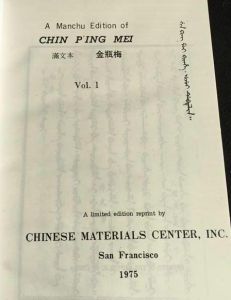 A Manchu Edition of
CHIN P'ING MEI
滿文本 金瓶梅
Vol. 1
A limited edition reprint by
CHINESE MATERIALS CENTER, INC.
San Francisco
1975